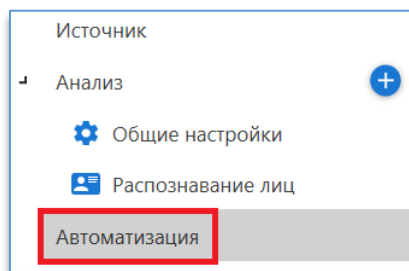 Источник
Анализ
Общие настройки
Распознавание лиц
Автоматизация